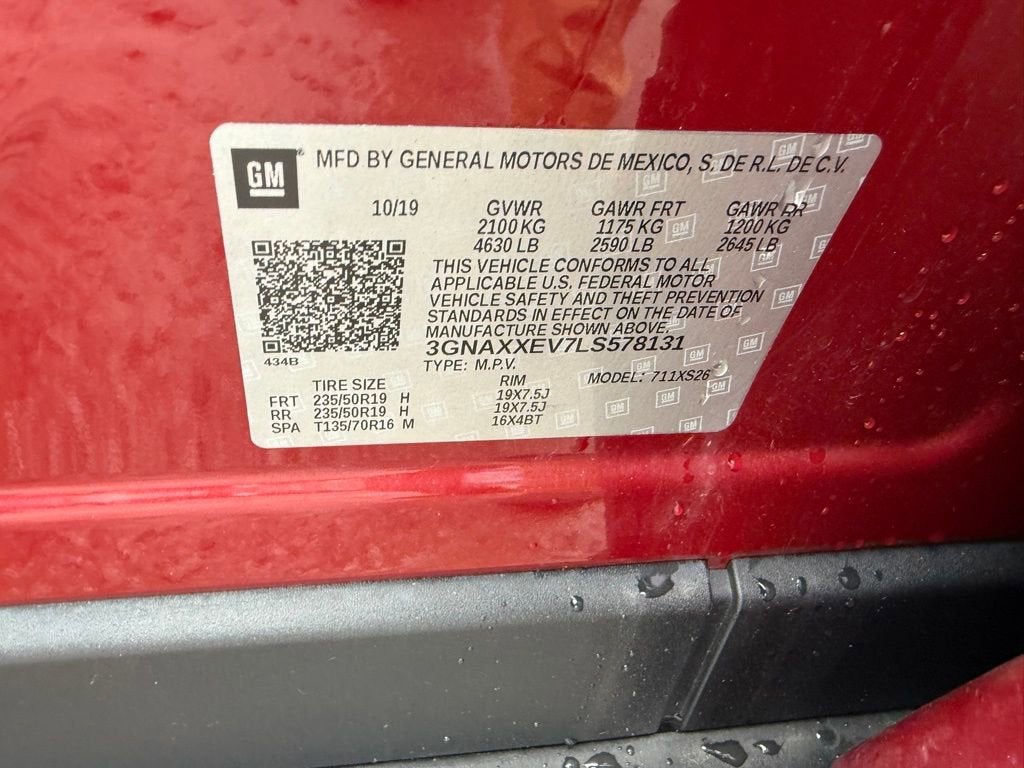 GM
MFD BY GENERAL MOTORS DE MEXICO, S. DE R.L. DE C.V.
10/19 GVWR GAWR FRT GAWR RR
2100 KG 1175 KG 1200 KG
4630 LB 2590 LB 2645 LB
THIS VEHICLE CONFORMS TO ALL
APPLICABLE U.S. FEDERAL MOTOR
VEHICLE SAFETY AND THEFT PREVENTION
STANDARDS IN EFFECT ON THE DATE OF
MANUFACTURE SHOWN ABOVE.
3GNAXXEV7LS578131
434B
TYPE: M.P.V. MODEL: 711XS26
TIRE SIZE RIM
FRT 235/50R19 H 19X7.5J
RR 235/50R19 H 19X7.5J
SPA T135/70R16 M 16X4BT